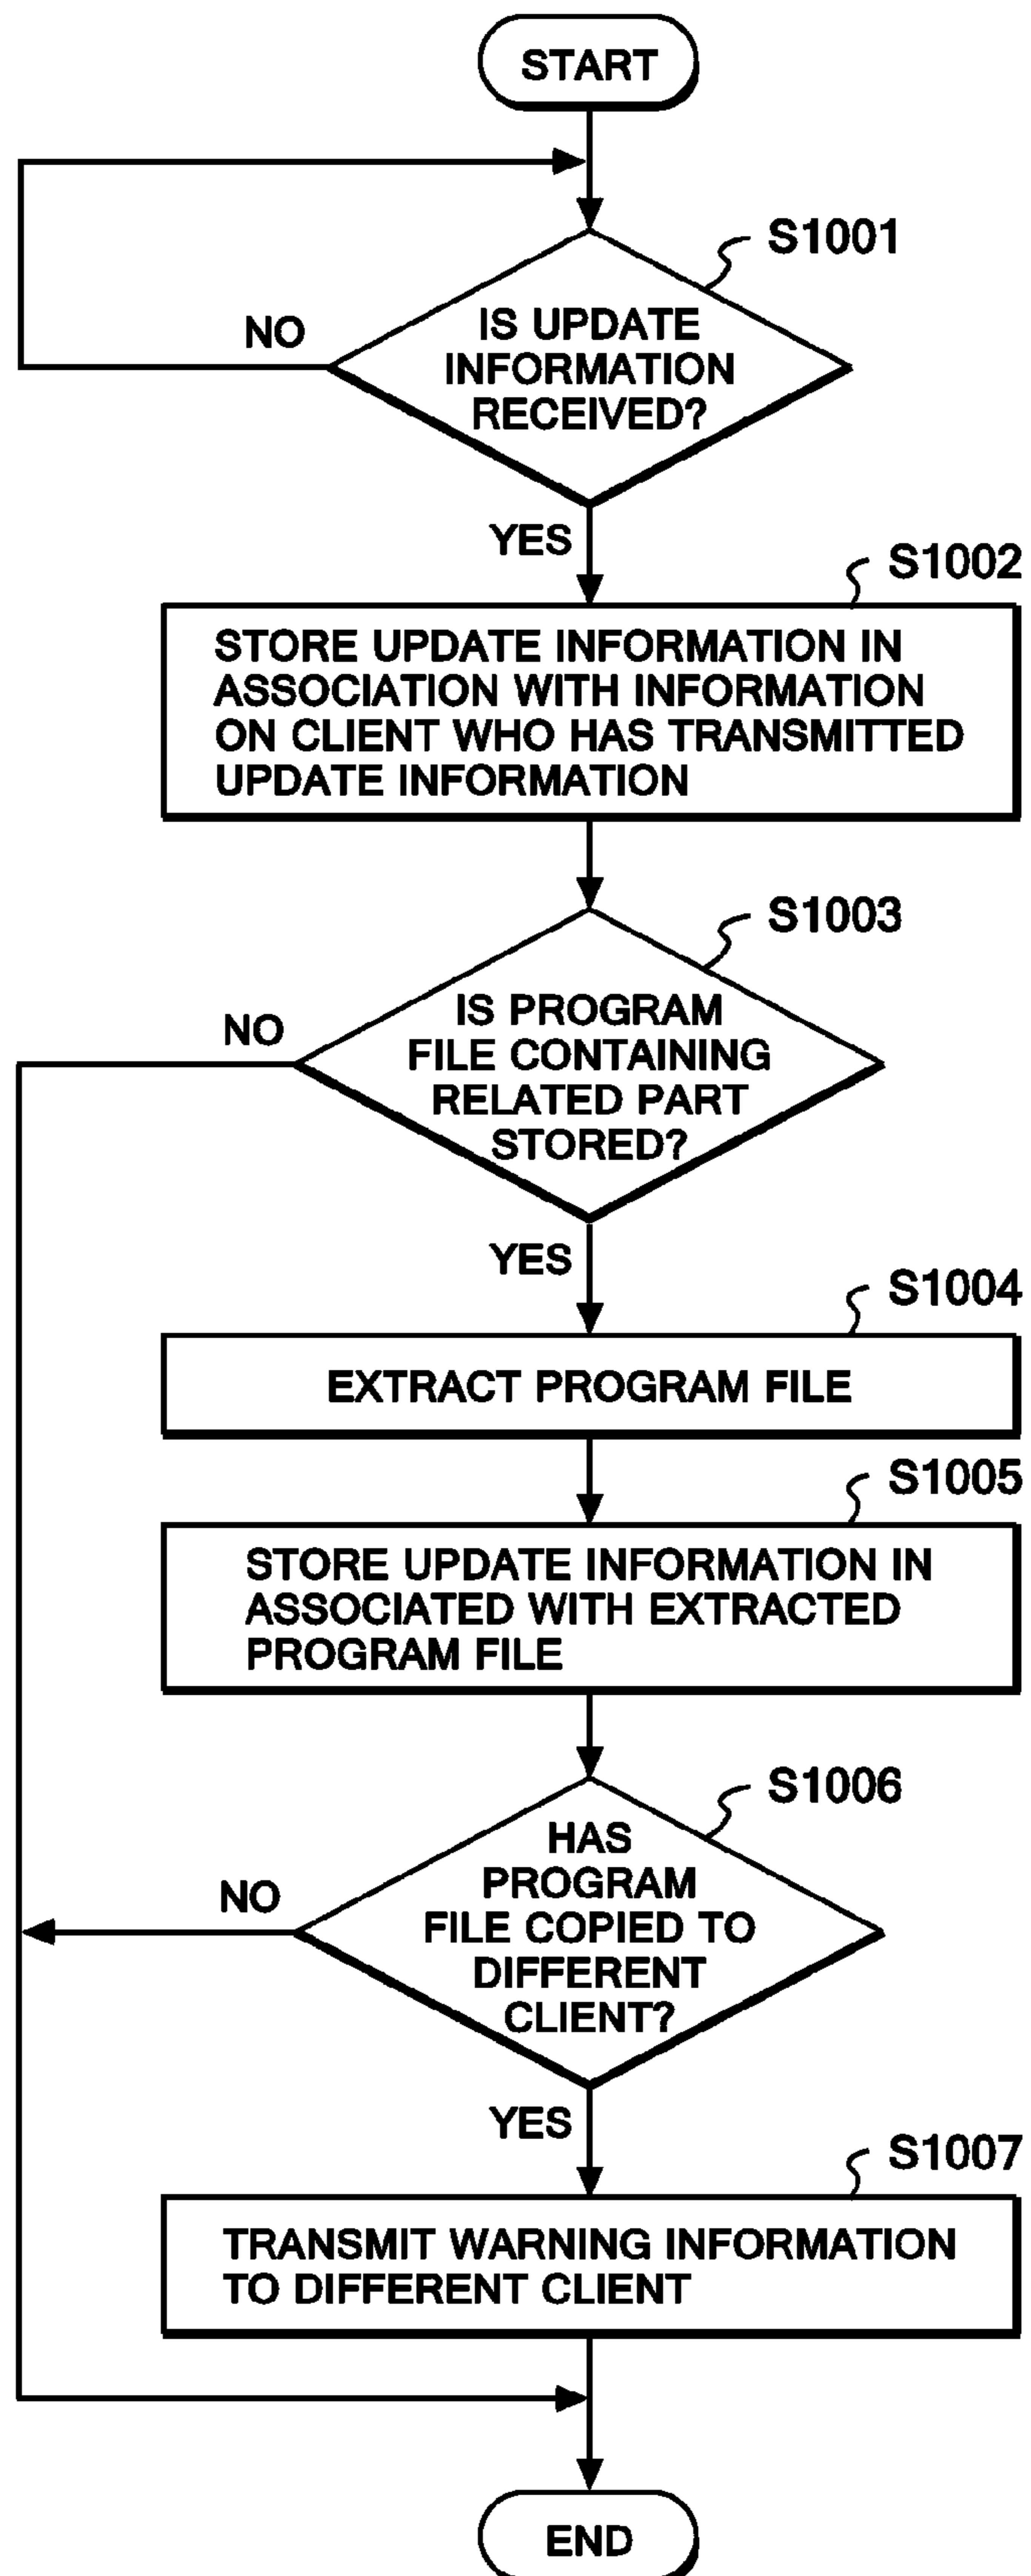 START
S1001
IS UPDATE
INFORMATION
RECEIVED?
NO
YES
S1002
STORE UPDATE INFORMATION IN
ASSOCIATION WITH INFORMATION
ON CLIENT WHO HAS TRANSMITTED
UPDATE INFORMATION
S1003
IS PROGRAM
FILE CONTAINING
RELATED PART
STORED?
NO
YES
S1004
EXTRACT PROGRAM FILE
S1005
STORE UPDATE INFORMATION IN
ASSOCIATED WITH EXTRACTED
PROGRAM FILE
S1006
HAS
PROGRAM
FILE COPIED TO
DIFFERENT
CLIENT?
NO
YES
S1007
TRANSMIT WARNING INFORMATION
TO DIFFERENT CLIENT
END